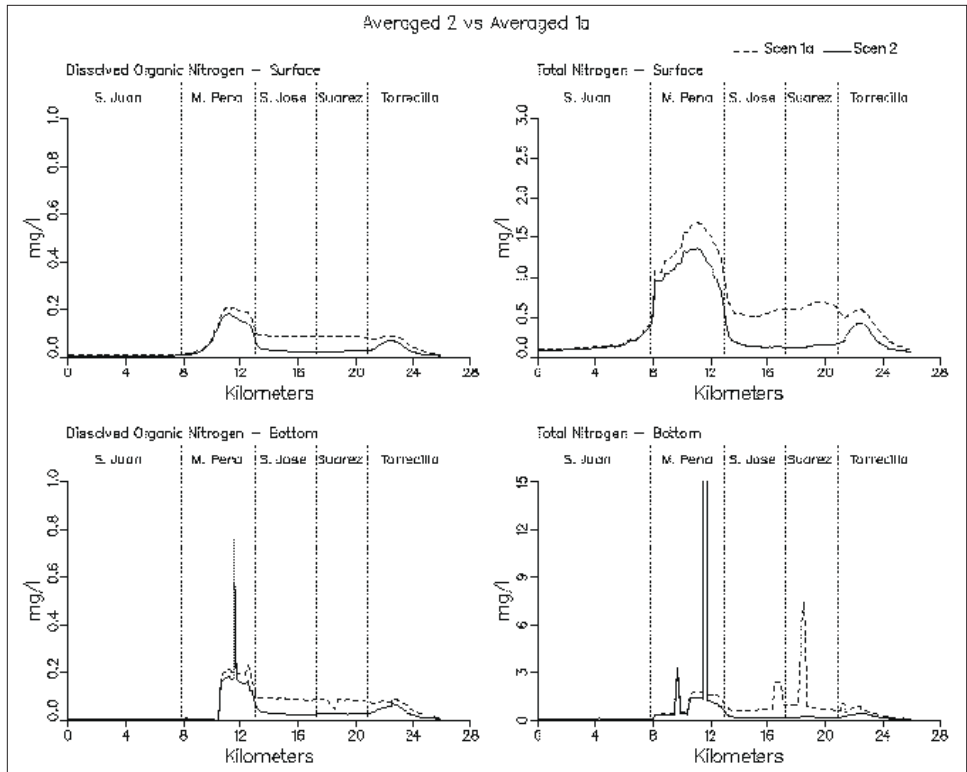 Averaged 2 vs Averaged 1a
Scen 1a Scen 2
Dissolved Organic Nitrogen – Surface
S. Juan M. Pena S. Jose Suarez Torrecilla
mg/l
1.0
0.8
0.6
0.4
0.2
0.0
0 4 8 12 16 20 24 28
Kilometers
Total Nitrogen – Surface
S. Juan M. Pena S. Jose Suarez Torrecilla
mg/l
3.0
2.5
2.0
1.5
1.0
0.5
0.0
0 4 8 12 16 20 24 28
Kilometers
Dissolved Organic Nitrogen – Bottom
S. Juan M. Pena S. Jose Suarez Torrecilla
mg/l
1.0
0.8
0.6
0.4
0.2
0.0
0 4 8 12 16 20 24 28
Kilometers
Total Nitrogen – Bottom
S. Juan M. Pena S. Jose Suarez Torrecilla
mg/l
15
12
9
6
3
0
0 4 8 12 16 20 24 28
Kilometers